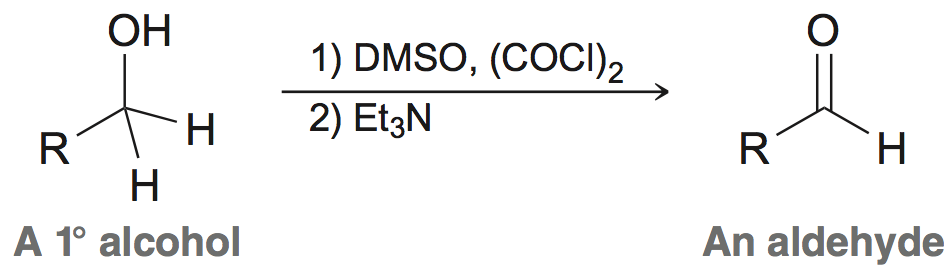 OH
R
H
H
A 1° alcohol
1) DMSO, (COCl)₂
2) Et₃N
O
R
H
An aldehyde